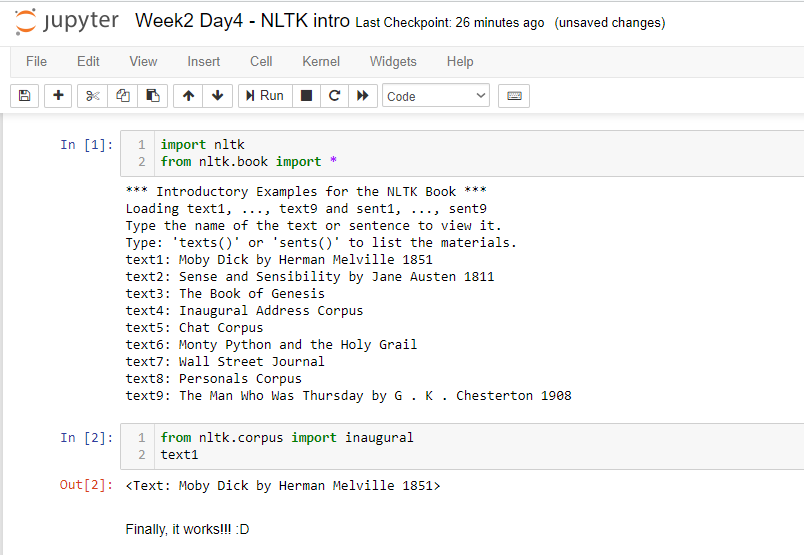 jupyter Week2 Day4 - NLTK intro Last Checkpoint: 26 minutes ago (unsaved changes)
File Edit View Insert Cell Kernel Widgets Help
Run Code
In [1]: 1 import nltk
2 from nltk.book import *
*** Introductory Examples for the NLTK Book ***
Loading text1, ..., text9 and sent1, ..., sent9
Type the name of the text or sentence to view it.
Type: 'texts()' or 'sents()' to list the materials.
text1: Moby Dick by Herman Melville 1851
text2: Sense and Sensibility by Jane Austen 1811
text3: The Book of Genesis
text4: Inaugural Address Corpus
text5: Chat Corpus
text6: Monty Python and the Holy Grail
text7: Wall Street Journal
text8: Personals Corpus
text9: The Man Who Was Thursday by G . K . Chesterton 1908
In [2]: 1 from nltk.corpus import inaugural
2 text1
Out[2]: <Text: Moby Dick by Herman Melville 1851>
Finally, it works!!! :D